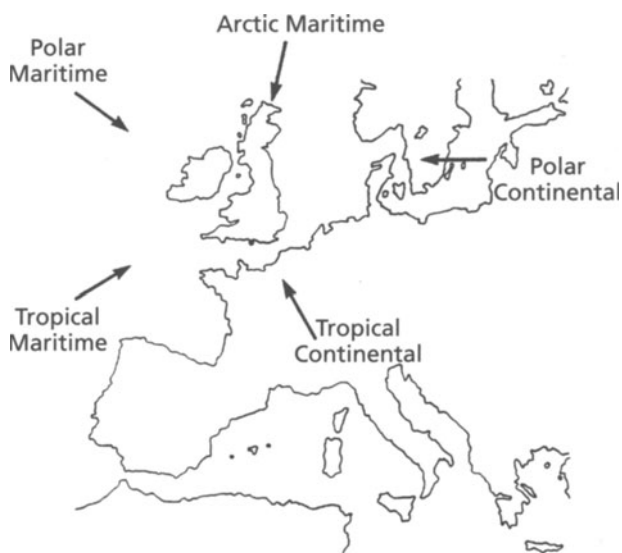 Arctic Maritime
Polar
Maritime
Polar
Continental
Tropical
Maritime
Tropical
Continental